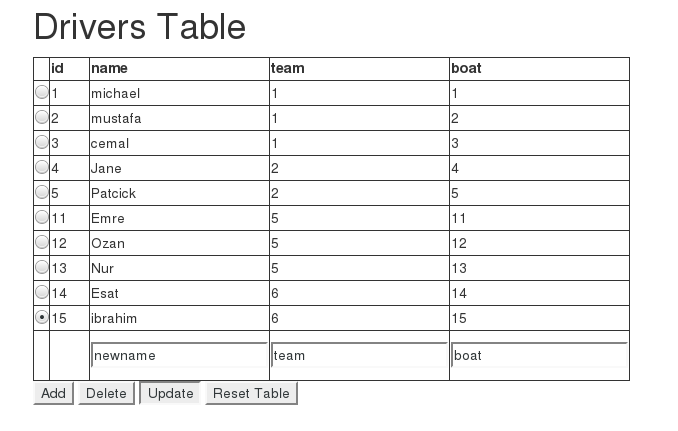 Drivers Table
id name team boat
1 michael 1 1
2 mustafa 1 2
3 cemal 1 3
4 Jane 2 4
5 Patcick 2 5
11 Emre 5 11
12 Ozan 5 12
13 Nur 5 13
14 Esat 6 14
15 ibrahim 6 15
newname team boat
Add Delete Update Reset Table